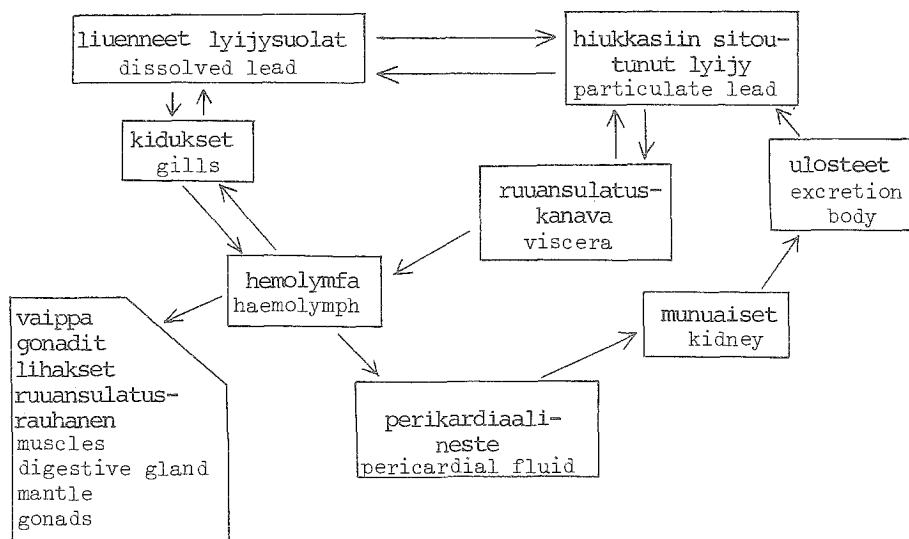 liuenneet lyijysuolat
dissolved lead
hiukkasiin sitou-
tunut lyijy
particulate lead
kidukset
gills
ruuansulatus-
kanava
viscera
ulosteet
excretion
body
hemolymfa
haemolymph
munuaiset
kidney
vaippa
gonadit
lihakset
ruuansulatus-
rauhanen
muscles
digestive gland
mantle
gonads
perikardiaali-
neste
pericardial fluid